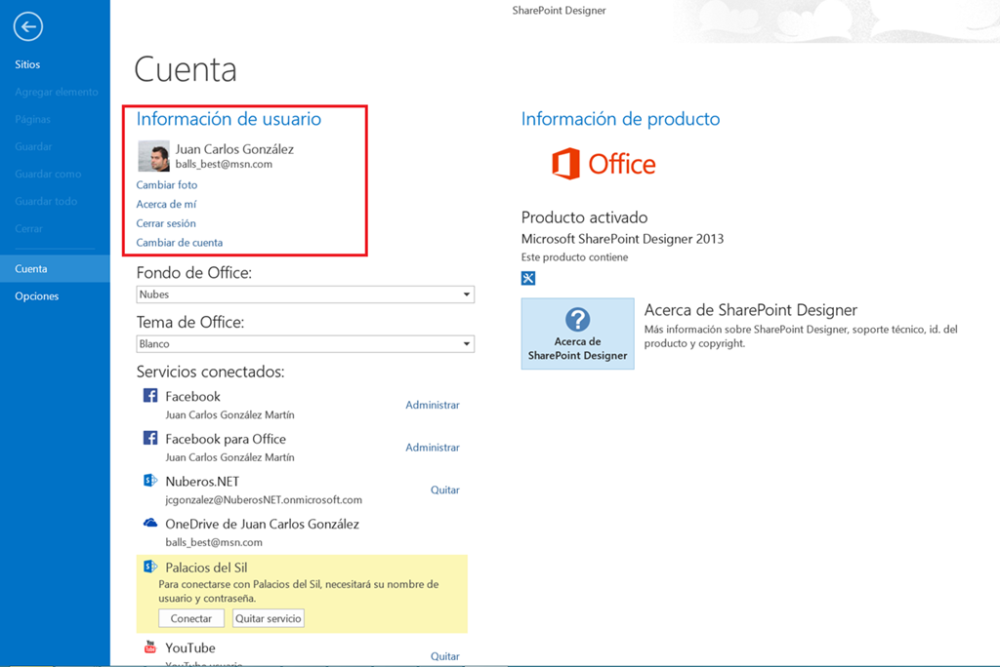 SharePoint Designer
Sitios
Agregar elemento
Páginas
Guardar
Guardar como
Guardar todo
Cerrar
Cuenta
Opciones
Cuenta
Información de usuario
Juan Carlos González
balls_best@msn.com
Cambiar foto
Acerca de mí
Cerrar sesión
Cambiar de cuenta
Fondo de Office:
Nubes
Tema de Office:
Blanco
Servicios conectados:
Facebook
Juan Carlos González Martín
Administrar
Facebook para Office
Juan Carlos González Martín
Administrar
Nuberos.NET
jcgonzalez@NuberosNET.onmicrosoft.com
Quitar
OneDrive de Juan Carlos González
balls_best@msn.com
Palacios del Sil
Para conectarse con Palacios del Sil, necesitará su nombre de
usuario y contraseña.
Conectar
Quitar servicio
YouTube
YouTube usuario
Quitar
Información de producto
Office
Producto activado
Microsoft SharePoint Designer 2013
Este producto contiene
Acerca de
SharePoint Designer
Acerca de SharePoint Designer
Más información sobre SharePoint Designer, soporte técnico, id. del
producto y copyright.